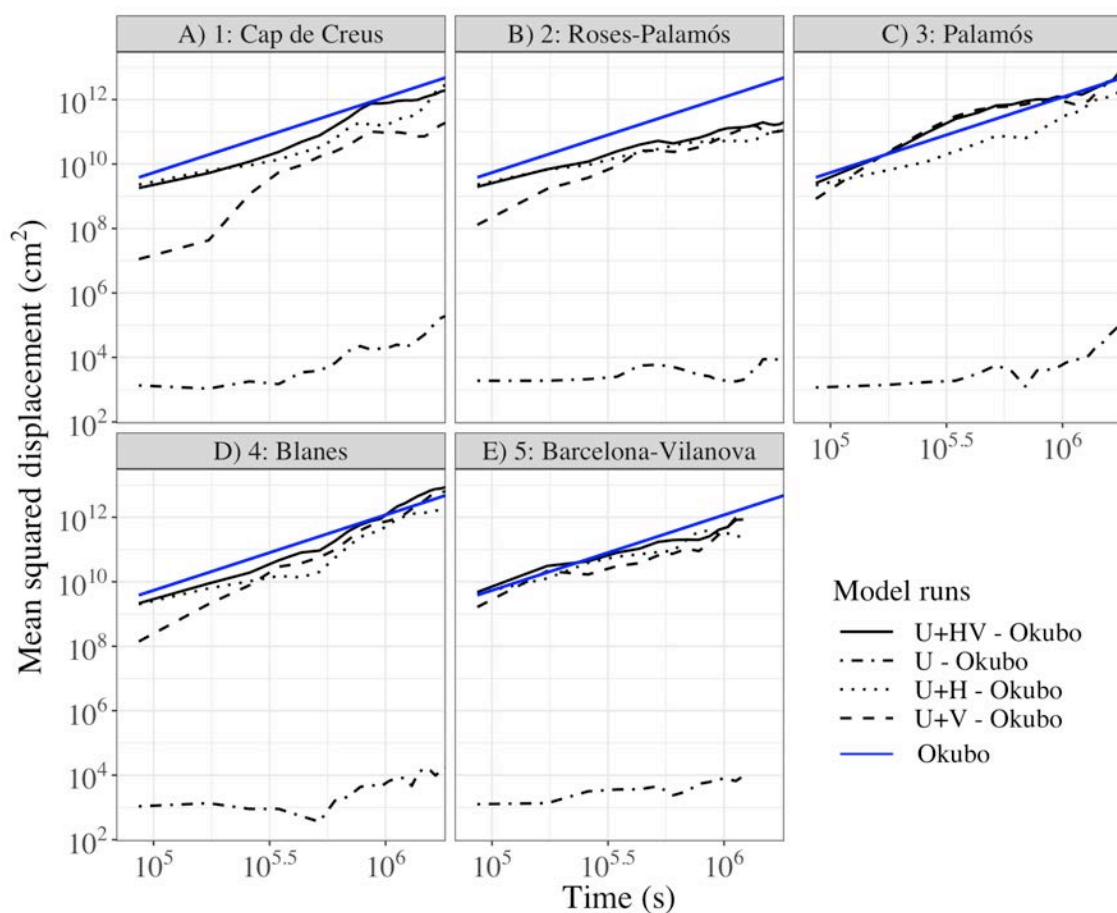 A) 1: Cap de Creus
B) 2: Roses-Palamós
C) 3: Palamós
10^12
10^10
10^8
10^6
10^4
10^2
10^5
10^5.5
10^6
D) 4: Blanes
E) 5: Barcelona-Vilanova
10^12
10^10
10^8
10^6
10^4
10^2
10^5
10^5.5
10^6
10^5
10^5.5
10^6
Mean squared displacement (cm²)
Time (s)
Model runs
U+HV - Okubo
U - Okubo
U+H - Okubo
U+V - Okubo
Okubo